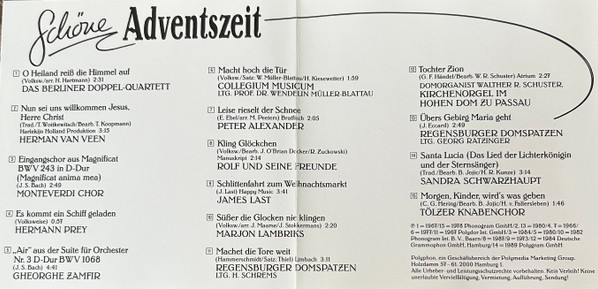 Schöne Adventszeit
1 O Heiland reiß die Himmel auf
(Volksw./arr. H. Hartmann) 2:31
DAS BERLINER DOPPEL-QUARTETT
2 Nun sei uns willkommen Jesus,
Herre Christ
(Trad./T. Woitkewitsch/Bearb. T. Koopmann)
Harlekijn Holland Produktion 3:15
HERMAN VAN VEEN
3 Eingangschor aus Magnificat
BWV 243 in D-Dur
(Magnificat anima mea)
(J. S. Bach) 2:49
MONTEVERDI CHOR
4 Es kommt ein Schiff geladen
(Volksweise) 0:57
HERMANN PREY
5 „Air” aus der Suite für Orchester
Nr. 3 D-Dur BWV 1068
(J. S. Bach) 4:41
GHEORGHE ZAMFIR
6 Macht hoch die Tür
(Volksw./Satz: W. Müller-Blattau/H. Kiesewetter) 1:59
COLLEGIUM MUSICUM
LTG. PROF. DR. WENDELIN MÜLLER-BLATTAU
7 Leise rieselt der Schnee
(E. Ebel/arr. M. Peeters) Bratfisch 2:05
PETER ALEXANDER
8 Kling Glöckchen
(Volksw./Bearb. J. O'Brian Docker/R. Zuckowski)
Manuskript 2:14
ROLF UND SEINE FREUNDE
9 Schlittenfahrt zum Weihnachtsmarkt
(J. Last) Happy Music 3:41
JAMES LAST
10 Süßer die Glocken nie klingen
(Volksw./arr. J. Maarse/J. Stokkermans) 2:29
MARJON LAMBRIKS
11 Machet die Tore weit
(Hammerschmidt/Satz: Thiel) Limbach 3:11
REGENSBURGER DOMSPATZEN
LTG. H. SCHREMS
12 Tochter Zion
(G. F. Händel/Bearb. W. R. Schuster) Atrium 2:27
DOMORGANIST WALTHER R. SCHUSTER,
KIRCHENORGEL IM
HOHEN DOM ZU PASSAU
13 Übers Gebirg Maria geht
(J. Eccard) 2:49
REGENSBURGER DOMSPATZEN
LTG. GEORG RATZINGER
14 Santa Lucia (Das Lied der Lichterkönigin
und der Sternsänger)
(Trad./Bearb. B. Jojic/H. R. Kunze) 3:14
SANDRA SCHWARZHAUPT
15 Morgen, Kinder, wird's was geben
(C. G. Hering/Bearb. B. Jojic/H. v. Fallersleben) 1:46
TÖLZER KNABENCHOR
Polyphon, ein Geschäftsbereich der Polymedia Marketing Group.
Holzdamm 57-61, 2000 Hamburg 1.
Alle Urheber- und Leistungsschutzrechte vorbehalten. Kein Verleih! Keine
unerlaubte Vervielfältigung, Vermietung, Aufführung, Sendung!